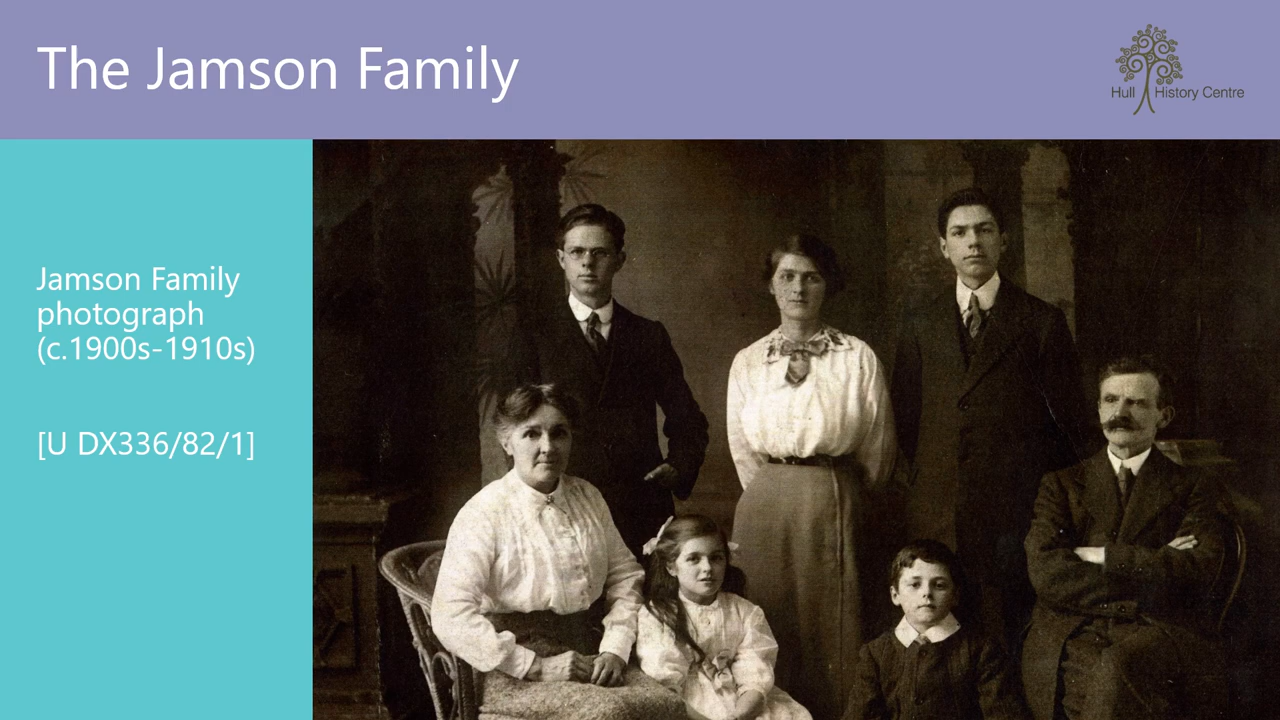 The Jamson Family
Hull History Centre
Jamson Family
photograph
(c.1900s-1910s)
[U DX336/82/1]